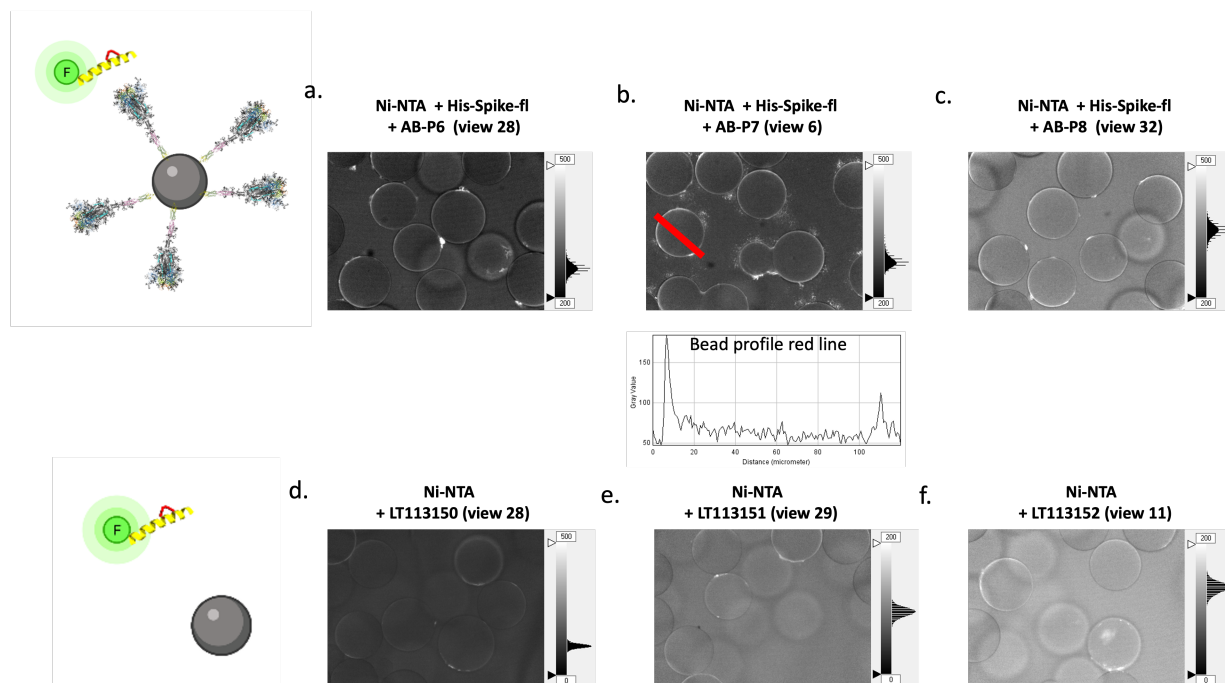 F
a.
Ni-NTA + His-Spike-fl
+ AB-P6 (view 28)
500
200
b.
Ni-NTA + His-Spike-fl
+ AB-P7 (view 6)
500
200
c.
Ni-NTA + His-Spike-fl
+ AB-P8 (view 32)
500
200
Bead profile red line
Gray Value
150
100
50
0
20
40
60
80
100
Distance (micrometer)
F
d.
Ni-NTA
+ LT113150 (view 28)
500
0
e.
Ni-NTA
+ LT113151 (view 29)
200
0
f.
Ni-NTA
+ LT113152 (view 11)
200
0